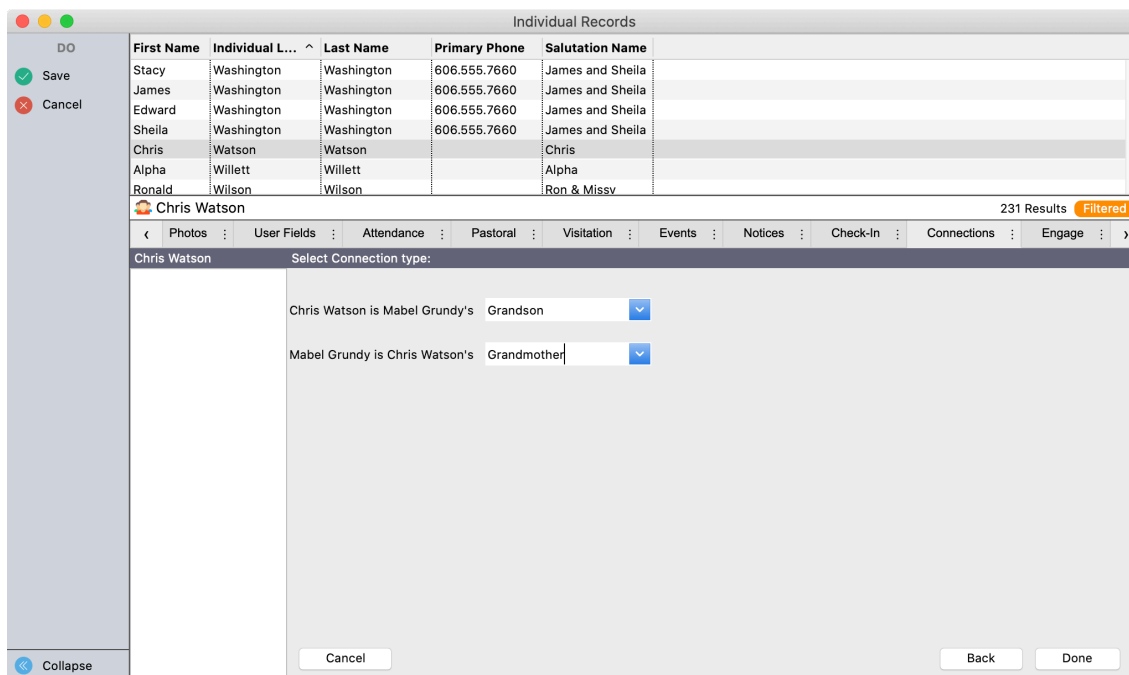 Individual Records
DO
Save
Cancel
First Name Individual L... ^ Last Name Primary Phone Salutation Name
Stacy Washington Washington 606.555.7660 James and Sheila
James Washington Washington 606.555.7660 James and Sheila
Edward Washington Washington 606.555.7660 James and Sheila
Sheila Washington Washington 606.555.7660 James and Sheila
Chris Watson Watson Chris
Alpha Willett Willett Alpha
Ronald Wilson Wilson Ron & Missy
Chris Watson 231 Results Filtered
‹ Photos ⋮ User Fields ⋮ Attendance ⋮ Pastoral ⋮ Visitation ⋮ Events ⋮ Notices ⋮ Check-In ⋮ Connections ⋮ Engage ⋮ ›
Chris Watson Select Connection type:
Chris Watson is Mabel Grundy's Grandson
Mabel Grundy is Chris Watson's Grandmother
Cancel Back Done
Collapse